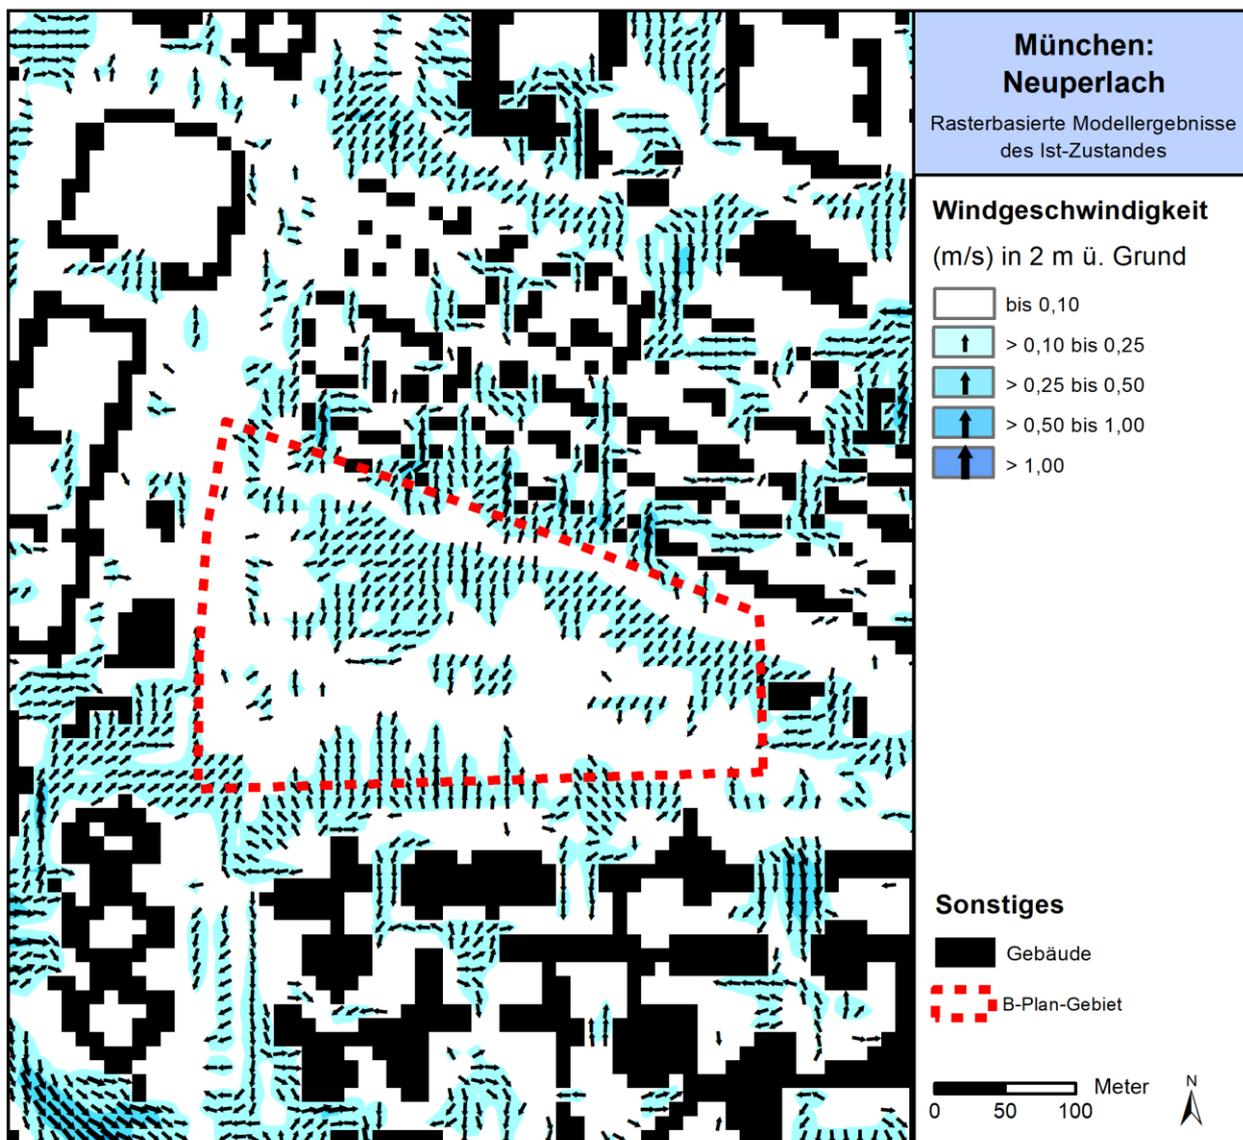 München:
Neuperlach
Rasterbasierte Modellergebnisse
des Ist-Zustandes
Windgeschwindigkeit
(m/s) in 2 m ü. Grund
bis 0,10
> 0,10 bis 0,25
> 0,25 bis 0,50
> 0,50 bis 1,00
> 1,00
Sonstiges
Gebäude
B-Plan-Gebiet
Meter
0 50 100
N